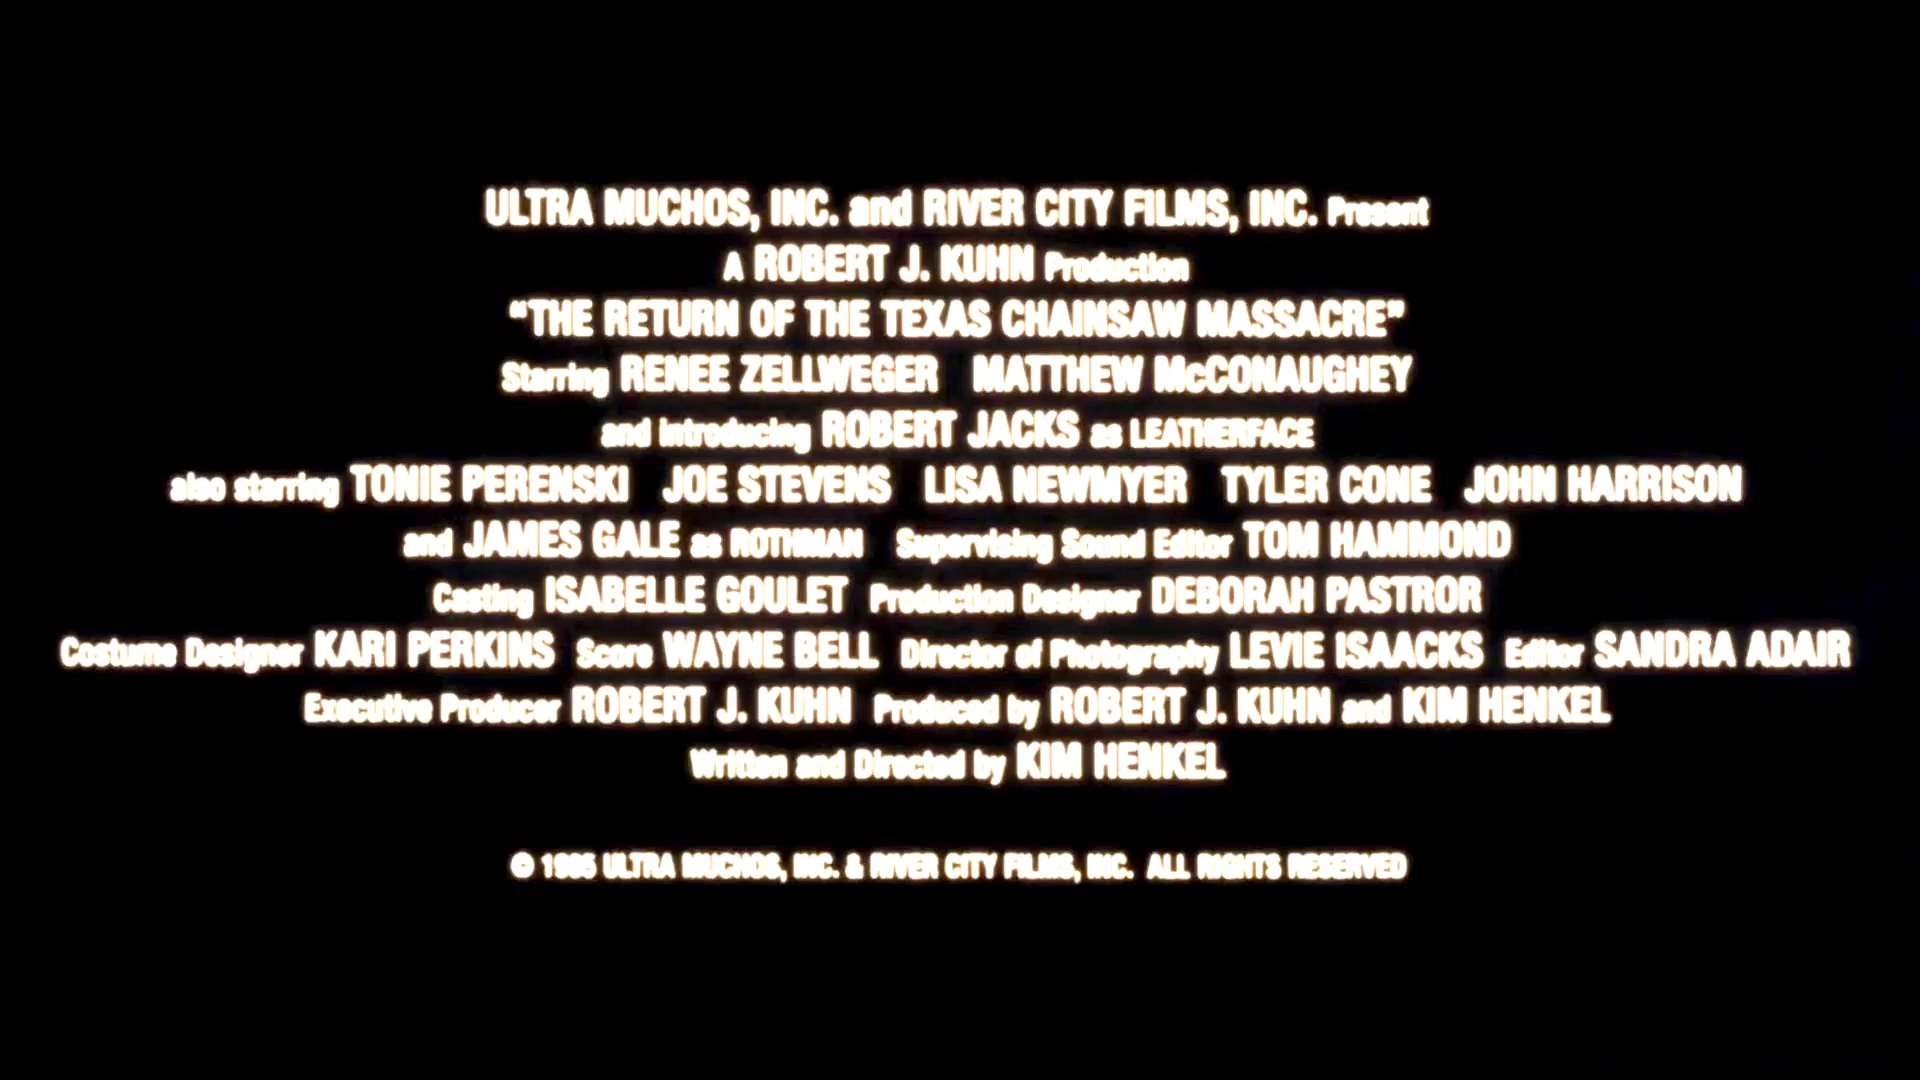 ULTRA MUCHOS, INC. and RIVER CITY FILMS, INC. Present
A ROBERT J. KUHN Production
“THE RETURN OF THE TEXAS CHAINSAW MASSACRE”
Starring RENEE ZELLWEGER MATTHEW McCONAUGHEY
and Introducing ROBERT JACKS as LEATHERFACE
also starring TONIE PERENSKI JOE STEVENS LISA NEWMYER TYLER CONE JOHN HARRISON
and JAMES GALE as ROTHMAN Supervising Sound Editor TOM HAMMOND
Casting ISABELLE GOULET Production Designer DEBORAH PASTROR
Costume Designer KARI PERKINS Score WAYNE BELL Director of Photography LEVIE ISAACKS Editor SANDRA ADAIR
Executive Producer ROBERT J. KUHN Produced by ROBERT J. KUHN and KIM HENKEL
Written and Directed by KIM HENKEL
© 1995 ULTRA MUCHOS, INC. & RIVER CITY FILMS, INC. ALL RIGHTS RESERVED